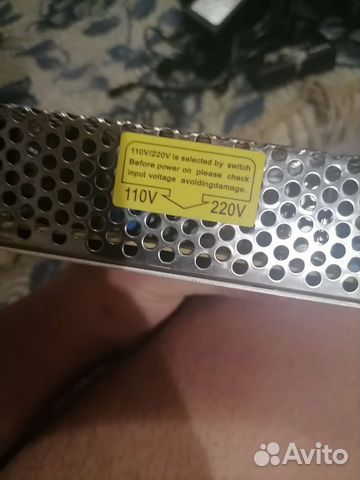 110V/220V is selected by switch
Before power on please check
input voltage avoidingdamage.
110V 220V
Avito